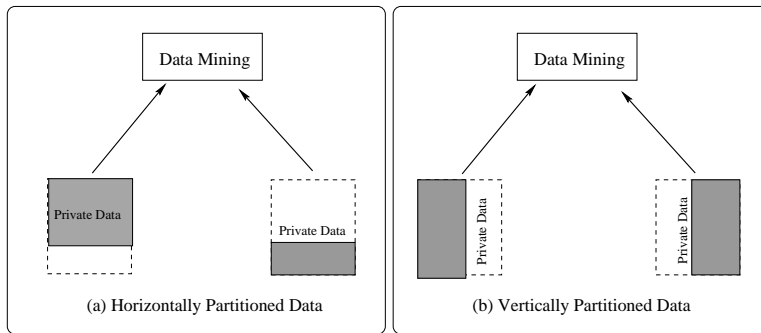 Data Mining
Private Data
Private Data
(a) Horizontally Partitioned Data
Data Mining
Private Data
Private Data
(b) Vertically Partitioned Data